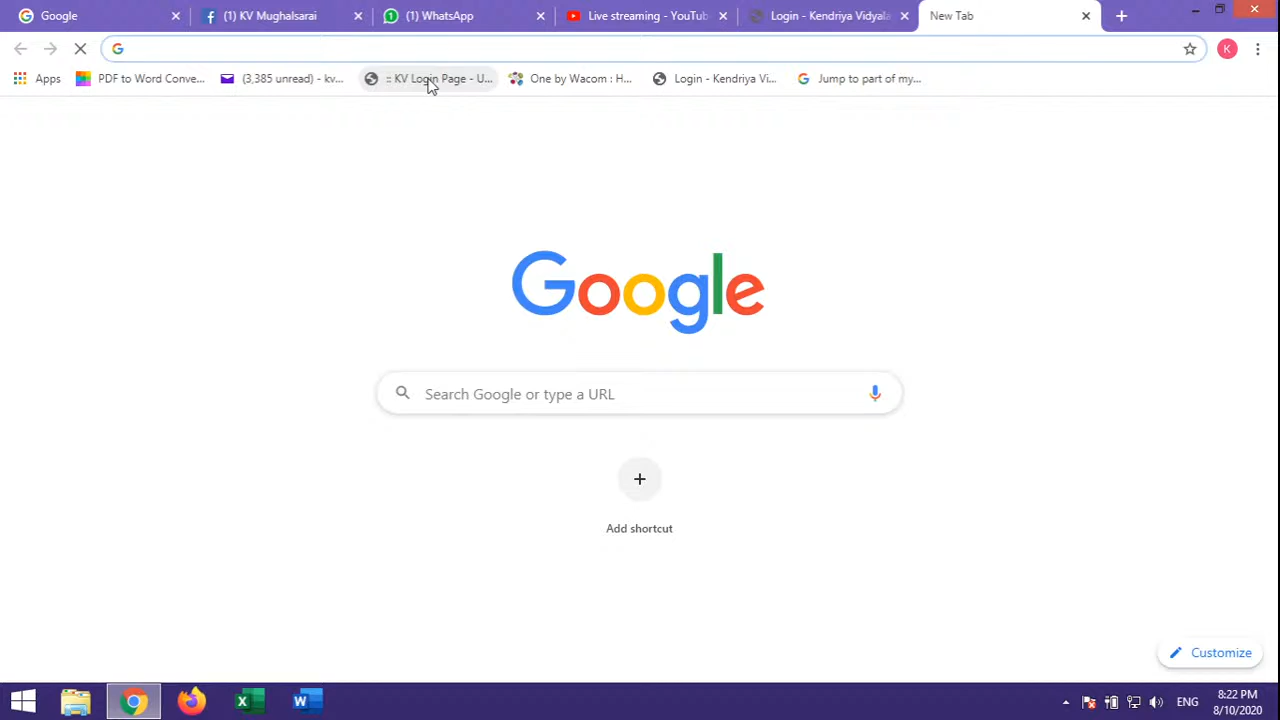 Google
(1) KV Mughalsarai
(1) WhatsApp
Live streaming - YouTub
Login - Kendriya Vidyala
New Tab
K
Apps
PDF to Word Conve...
(3,385 unread) - kv...
:: KV Login Page - U...
One by Wacom : H...
Login - Kendriya Vi...
Jump to part of my...
Google
Search Google or type a URL
Add shortcut
Customize
ENG
8:22 PM
8/10/2020